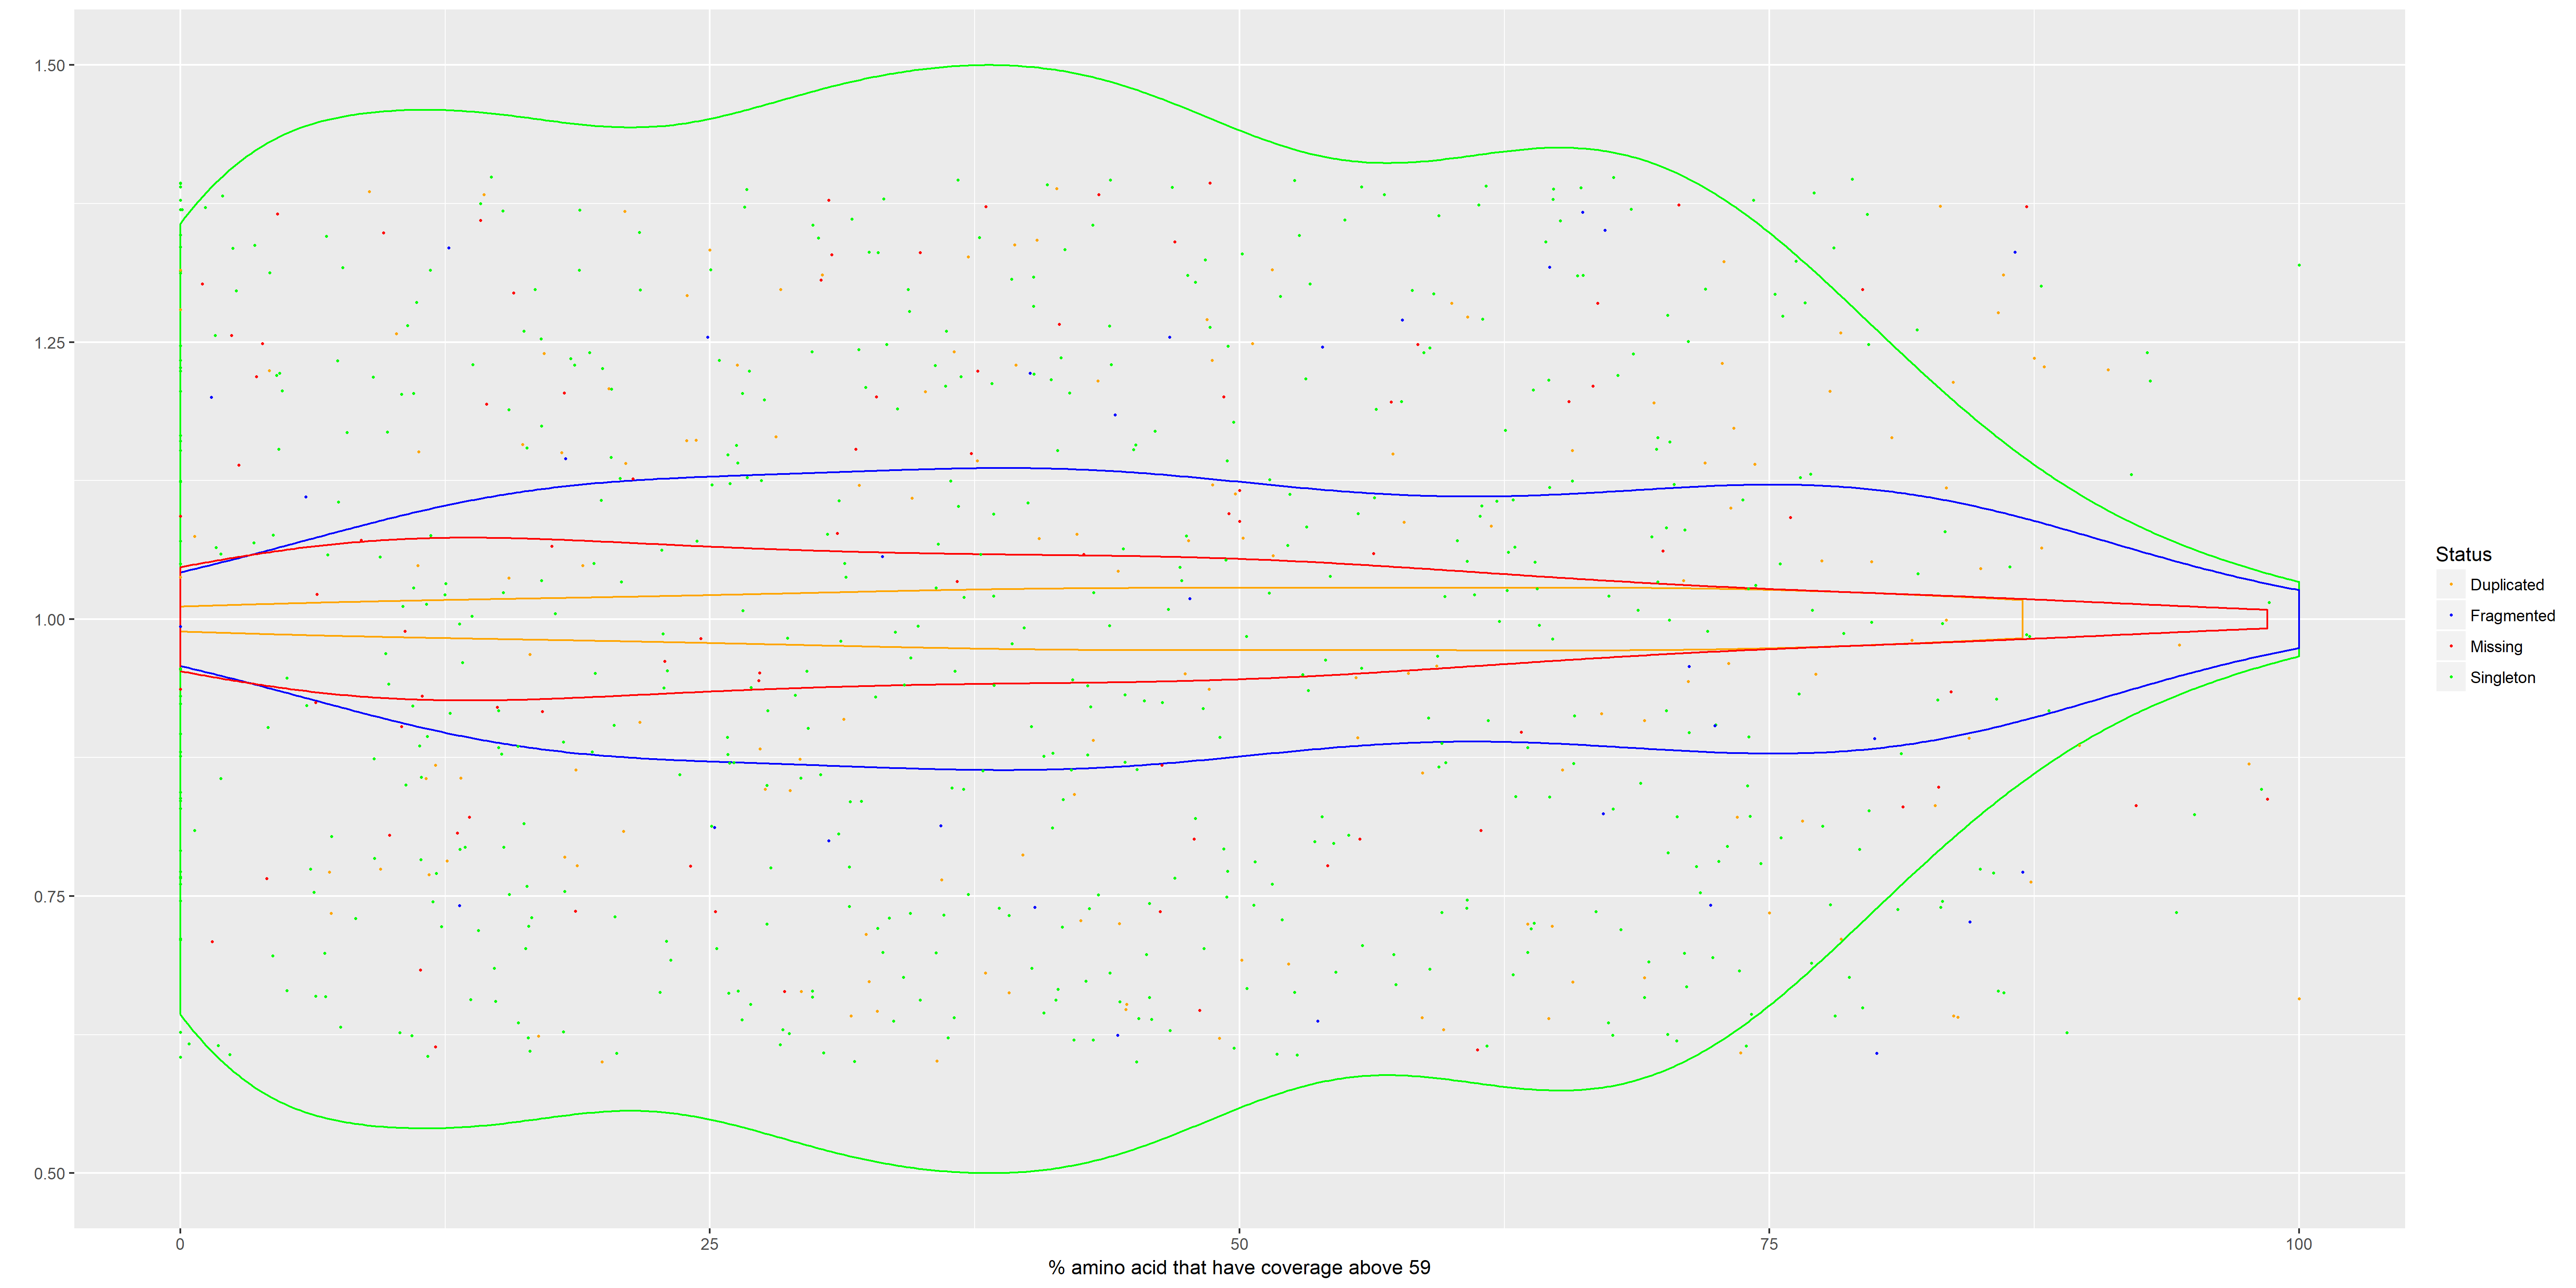 1.50
1.25
1.00
0.75
0.50
0
25
50
75
100
% amino acid that have coverage above 59
Status
Duplicated
Fragmented
Missing
Singleton